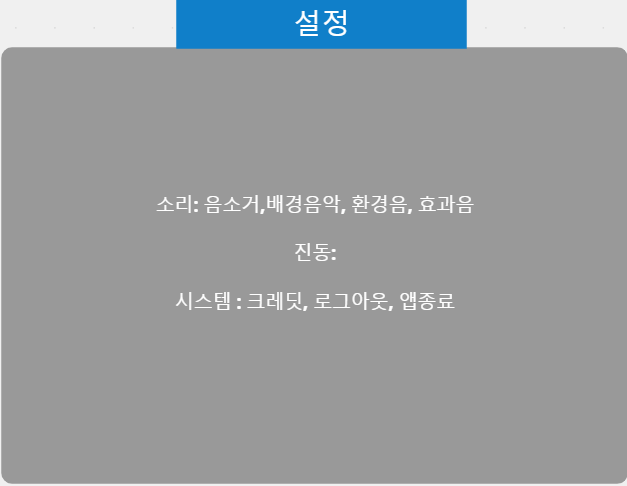 설정
소리: 음소거,배경음악, 환경음, 효과음
진동:
시스템 : 크레딧, 로그아웃, 앱종료